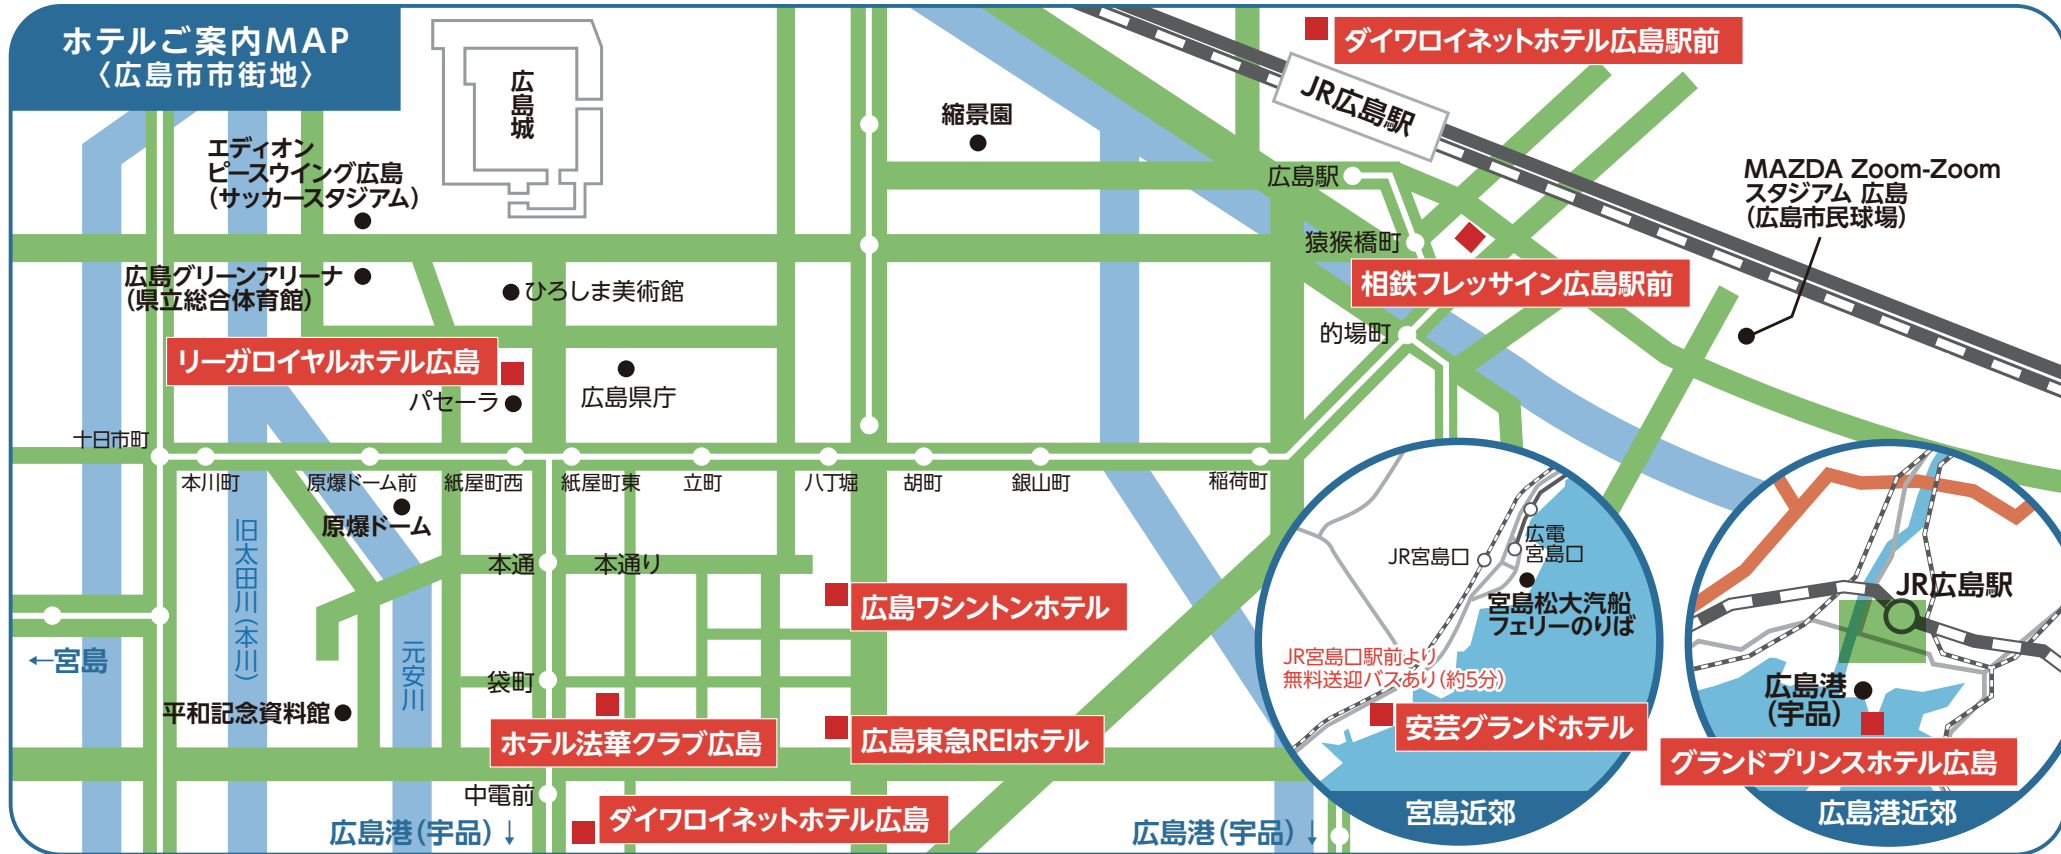 ホテルご案内MAP
〈広島市市街地〉
広島城
エディオン
ピースウイング広島
(サッカースタジアム)
縮景園
ダイワロイネットホテル広島駅前
JR広島駅
広島駅
MAZDA Zoom-Zoom
スタジアム 広島
(広島市民球場)
猿猴橋町
相鉄フレッサイン広島駅前
広島グリーンアリーナ
(県立総合体育館)
ひろしま美術館
的場町
リーガロイヤルホテル広島
パセーラ
広島県庁
十日市町
本川町
原爆ドーム前
紙屋町西
紙屋町東
立町
八丁堀
胡町
銀山町
稲荷町
原爆ドーム
旧太田川(本川)
元安川
本通
本通り
広島ワシントンホテル
←宮島
袋町
平和記念資料館
ホテル法華クラブ広島
広島東急REIホテル
中電前
ダイワロイネットホテル広島
広島港(宇品)↓
広島港(宇品)↓
JR宮島口
広電
宮島口
宮島松大汽船
フェリーのりば
JR宮島口駅前より
無料送迎バスあり(約5分)
安芸グランドホテル
宮島近郊
JR広島駅
広島港
(宇品)
グランドプリンスホテル広島
広島港近郊